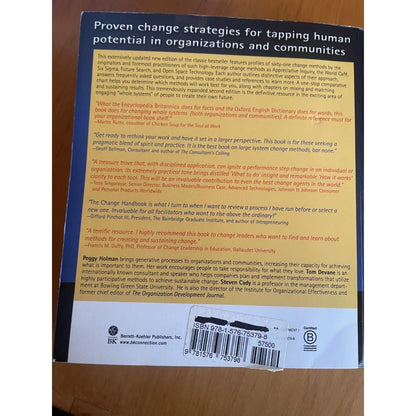 Proven change strategies for tapping human
potential in organizations and communities
This extensively updated new edition of the classic bestseller features profiles of sixty-one change methods by the
originators and foremost practitioners of such high-leverage change methods as Appreciative Inquiry, the World Café,
Six Sigma, Future Search, and Open Space Technology. Each author outlines distinctive aspects of their approach,
answers frequently asked questions, and provides case studies and references to learn more. A one-stop comparative
chart helps you determine which methods will work best for you, along with chapters on mixing and matching
and sustaining results. This tremendously expanded second edition is the definitive resource in the exciting area of
engaging "whole systems" of people to create their own future.
"What the Encyclopedia Britannica does for facts and the Oxford English Dictionary does for words, this
book does for changing whole systems (both organizations and communities). A definite reference must for
your organizational book shelf."
—Martin Rutte, coauthor of Chicken Soup for the Soul at Work
"Get ready to rethink your work and have it set in a larger perspective. This book is for those seeking a
pragmatic blend of spirit and practice. It is the best book on large system change methods, bar none."
—Geoff Bellman, Consultant and author of The Consultant's Calling
"A treasure trove that, with disciplined application, can ignite a performance step change in an individual or
organization. Its extremely practical tone brings distilled 'What to do' insight and remarkable 'How it works'
clarity to each tool. This will be an invaluable contribution to even the best change agents in the world."
—Tony Singarayar, Senior Director, Business Models/Business Case, Advanced Technologies, Johnson & Johnson Consumer
and Personal Products Worldwide
"The Change Handbook is what I turn to when I want to review a process I have run before or select a
new one. Invaluable for all facilitators who want to rise above the ordinary!"
—Gifford Pinchot III, President, The Bainbridge Graduate Institute, and author of Intrapreneuring
"A terrific resource. I highly recommend this book to change leaders who want to find and learn about
methods for creating and sustaining change."
—Francis M. Duffy, PhD, Professor of Change Leadership in Education, Gallaudet University
Peggy Holman brings generative processes to organizations and communities, increasing their capacity for achieving
what is important to them. Her work encourages people to take responsibility for what they love. Tom Devane is an
internationally known consultant and speaker who helps companies plan and implement transformations that utilize
highly participative methods to achieve sustainable change. Steven Cady is a professor in the management depart-
ment at Bowling Green State University. He is also the director of the Institute for Organizational Effectiveness and
former chief editor of The Organization Development Journal.
BK
Berrett-Koehler Publishers, Inc.
www.bkconnection.com
ISBN 978-1-576-75379-8
57500
9 781576 753798
Certified
B
Corporation